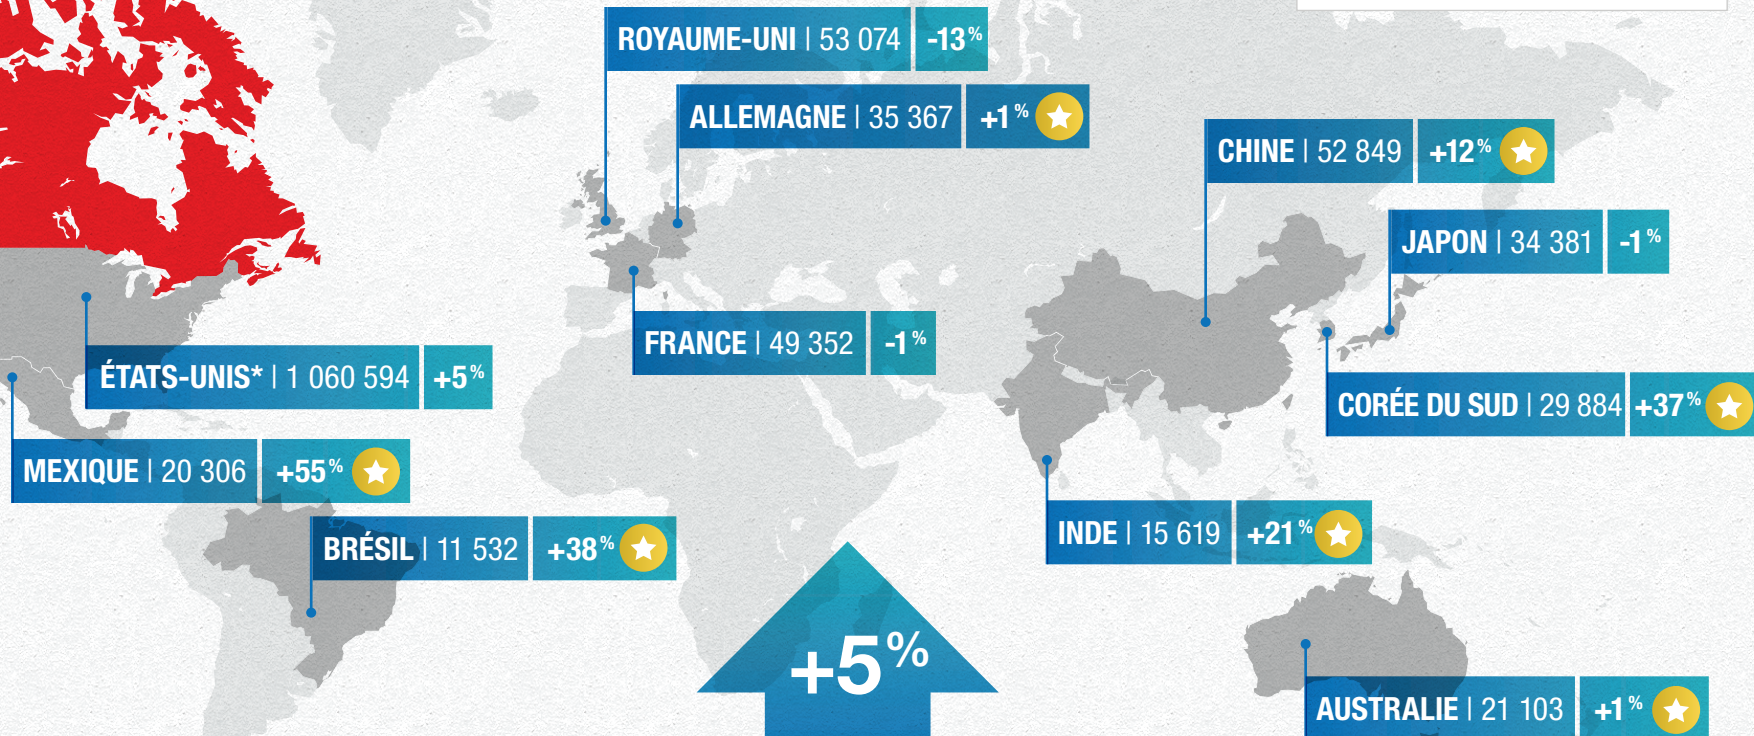 ROYAUME-UNI | 53 074 -13%
ALLEMAGNE | 35 367 +1%
CHINE | 52 849 +12%
JAPON | 34 381 -1%
FRANCE | 49 352 -1%
ÉTATS-UNIS* | 1 060 594 +5%
CORÉE DU SUD | 29 884 +37%
MEXIQUE | 20 306 +55%
BRÉSIL | 11 532 +38%
INDE | 15 619 +21%
+5%
AUSTRALIE | 21 103 +1%